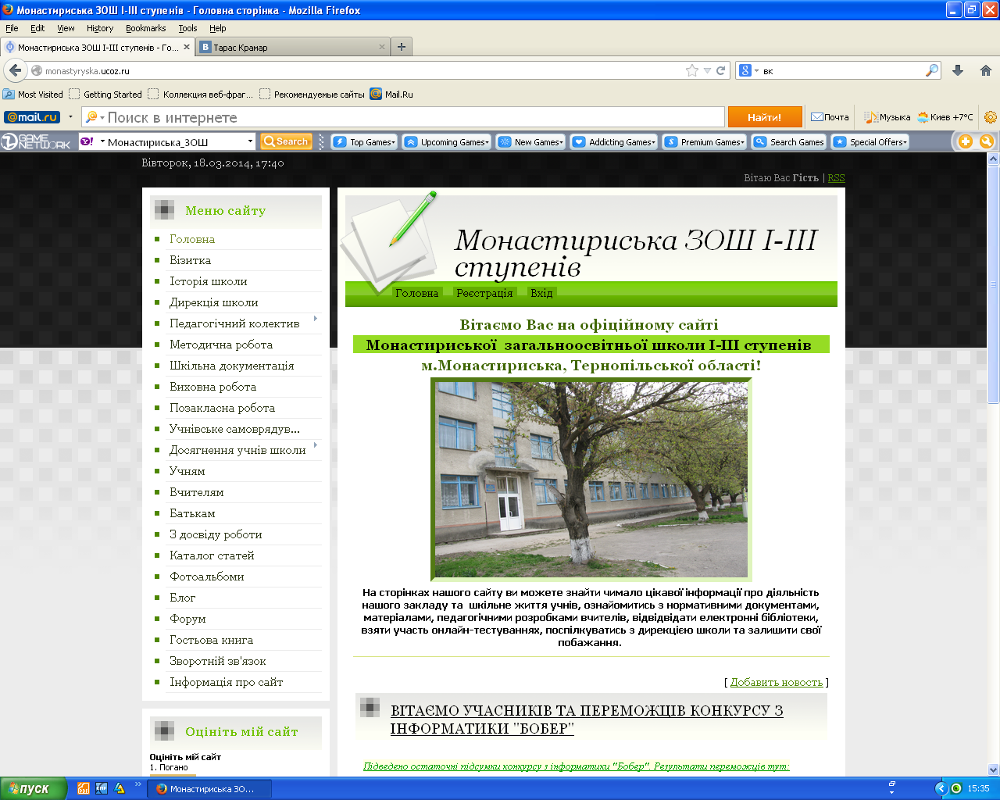 Монастириська ЗОШ І-ІІІ ступенів - Головна сторінка - Mozilla Firefox
File Edit View History Bookmarks Tools Help
Монастириська ЗОШ І-ІІІ ступенів - Го...
Тарас Крамар
monastyryska.ucoz.ru
вк
Most Visited
Getting Started
Коллекция веб-фраг...
Рекомендуемые сайты
Mail.Ru
@mail.ru
Поиск в интернете
Найти!
Почта
Музыка
Киев +7°C
GAME NETWORK
Монастириська_ЗОШ
Search
Top Games
Upcoming Games
New Games
Addicting Games
Premium Games
Search Games
Special Offers
Вівторок, 18.03.2014, 17:40
Вітаю Вас Гість | RSS
Меню сайту
Головна
Візитка
Історія школи
Дирекція школи
Педагогічний колектив
Методична робота
Шкільна документація
Виховна робота
Позакласна робота
Учнівське самоврядув...
Досягнення учнів школи
Учням
Вчителям
Батькам
З досвіду роботи
Каталог статей
Фотоальбоми
Блог
Форум
Гостьова книга
Зворотній зв'язок
Інформація про сайт
Оцініть мій сайт
Оцініть мій сайт
1. Погано
Монастириська ЗОШ І-ІІІ
ступенів
Головна Реєстрація Вхід
Вітаємо Вас на офіційному сайті
Монастириської загальноосвітньої школи І-ІІІ ступенів
м.Монастириська, Тернопільської області!
На сторінках нашого сайту ви можете знайти чимало цікавої інформації про діяльність
нашого закладу та шкільне життя учнів, ознайомитись з нормативними документами,
матеріалами, педагогічними розробками вчителів, відвідвідати електронні бібліотеки,
взяти участь онлайн-тестуваннях, поспілкуватись з дирекцією школи та залишити свої
побажання.
[ Добавить новость ]
ВІТАЄМО УЧАСНИКІВ ТА ПЕРЕМОЖЦІВ КОНКУРСУ З
ІНФОРМАТИКИ "БОБЕР"
Підведено остаточні підсумки конкурсу з інформатики "Бобер". Результати переможців тут:
пуск
Монастириська ЗО...
15:35